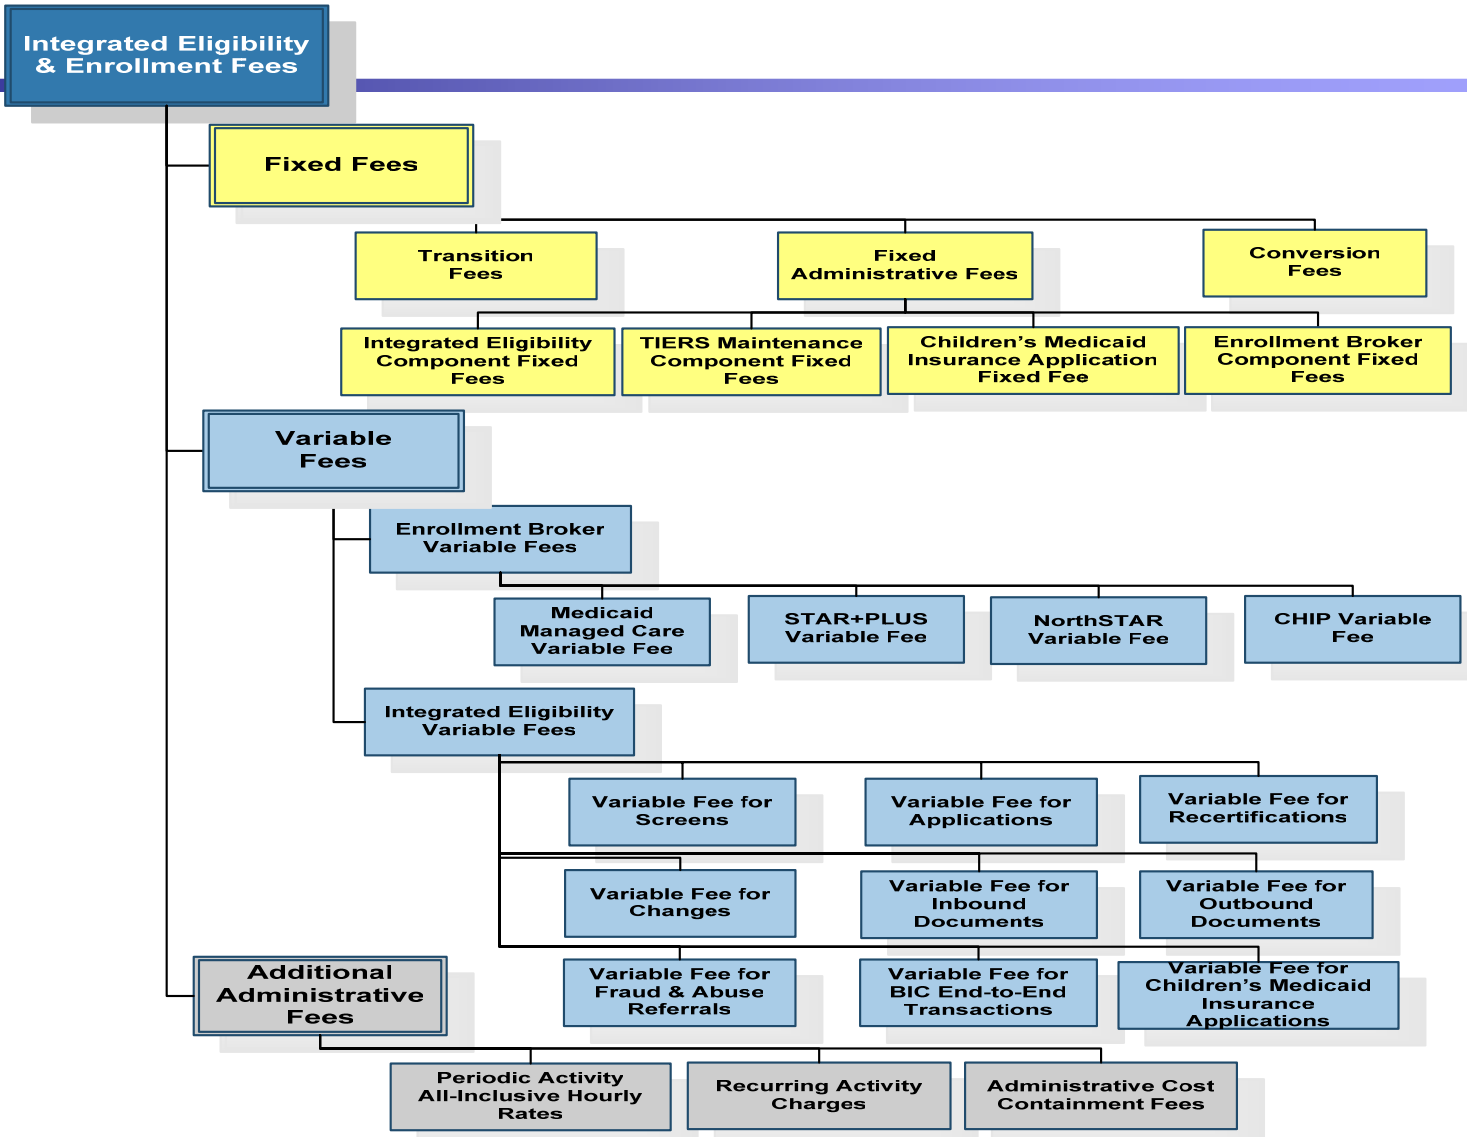 Integrated Eligibility
& Enrollment Fees
Fixed Fees
Transition
Fees
Fixed
Administrative Fees
Conversion
Fees
Integrated Eligibility
Component Fixed
Fees
TIERS Maintenance
Component Fixed
Fees
Children's Medicaid
Insurance Application
Fixed Fee
Enrollment Broker
Component Fixed
Fees
Variable
Fees
Enrollment Broker
Variable Fees
Medicaid
Managed Care
Variable Fee
STAR+PLUS
Variable Fee
NorthSTAR
Variable Fee
CHIP Variable
Fee
Integrated Eligibility
Variable Fees
Variable Fee for
Screens
Variable Fee for
Applications
Variable Fee for
Recertifications
Variable Fee for
Changes
Variable Fee for
Inbound
Documents
Variable Fee for
Outbound
Documents
Variable Fee for
Fraud & Abuse
Referrals
Variable Fee for
BIC End-to-End
Transactions
Variable Fee for
Children's Medicaid
Insurance
Applications
Additional
Administrative
Fees
Periodic Activity
All-Inclusive Hourly
Rates
Recurring Activity
Charges
Administrative Cost
Containment Fees